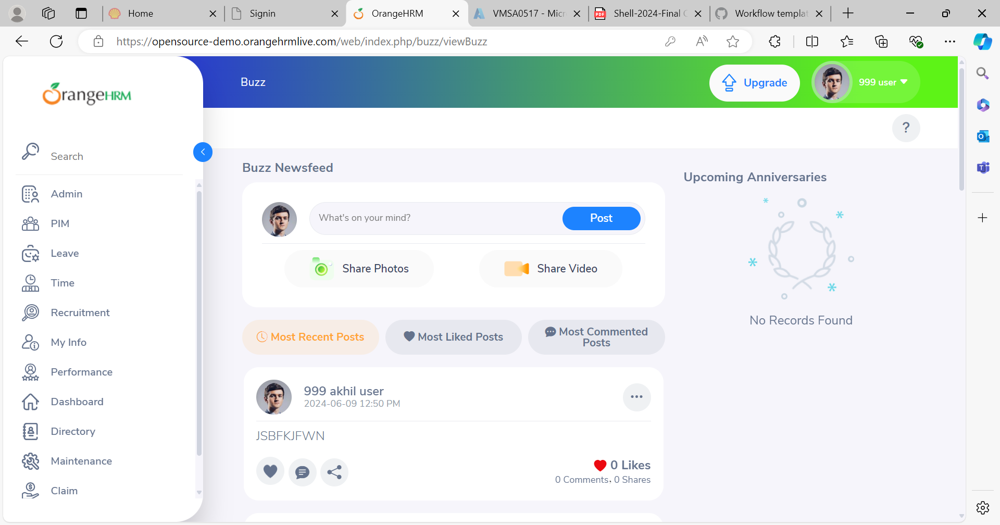 Home
Signin
OrangeHRM
VMSA0517 - Micr
Shell-2024-Final
Workflow templat
https://opensource-demo.orangehrmlive.com/web/index.php/buzz/viewBuzz
OrangeHRM
Buzz
Upgrade
999 user
?
Search
Admin
PIM
Leave
Time
Recruitment
My Info
Performance
Dashboard
Directory
Maintenance
Claim
Buzz Newsfeed
What's on your mind?
Post
Share Photos
Share Video
Most Recent Posts
Most Liked Posts
Most Commented
Posts
999 akhil user
2024-06-09 12:50 PM
JSBFKJFWN
0 Likes
0 Comments, 0 Shares
Upcoming Anniversaries
No Records Found